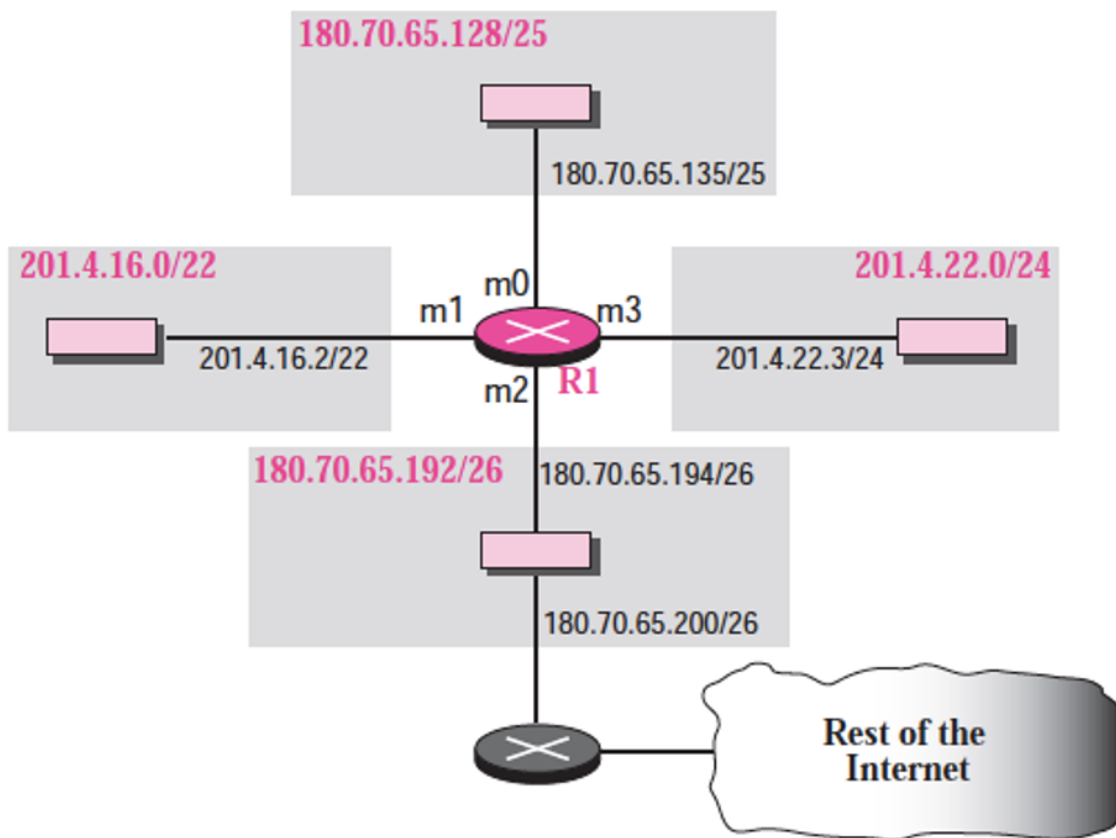 180.70.65.128/25
180.70.65.135/25
201.4.16.0/22
201.4.22.0/24
m0
m1
m3
201.4.16.2/22
201.4.22.3/24
m2
R1
180.70.65.192/26
180.70.65.194/26
180.70.65.200/26
Rest of the
Internet